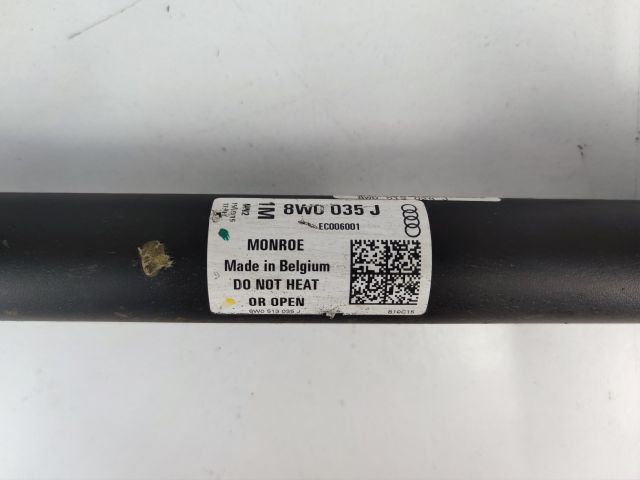 1M 8W0 035 J
EC006001
MONROE
Made in Belgium
DO NOT HEAT
OR OPEN
8W0 513 035 J